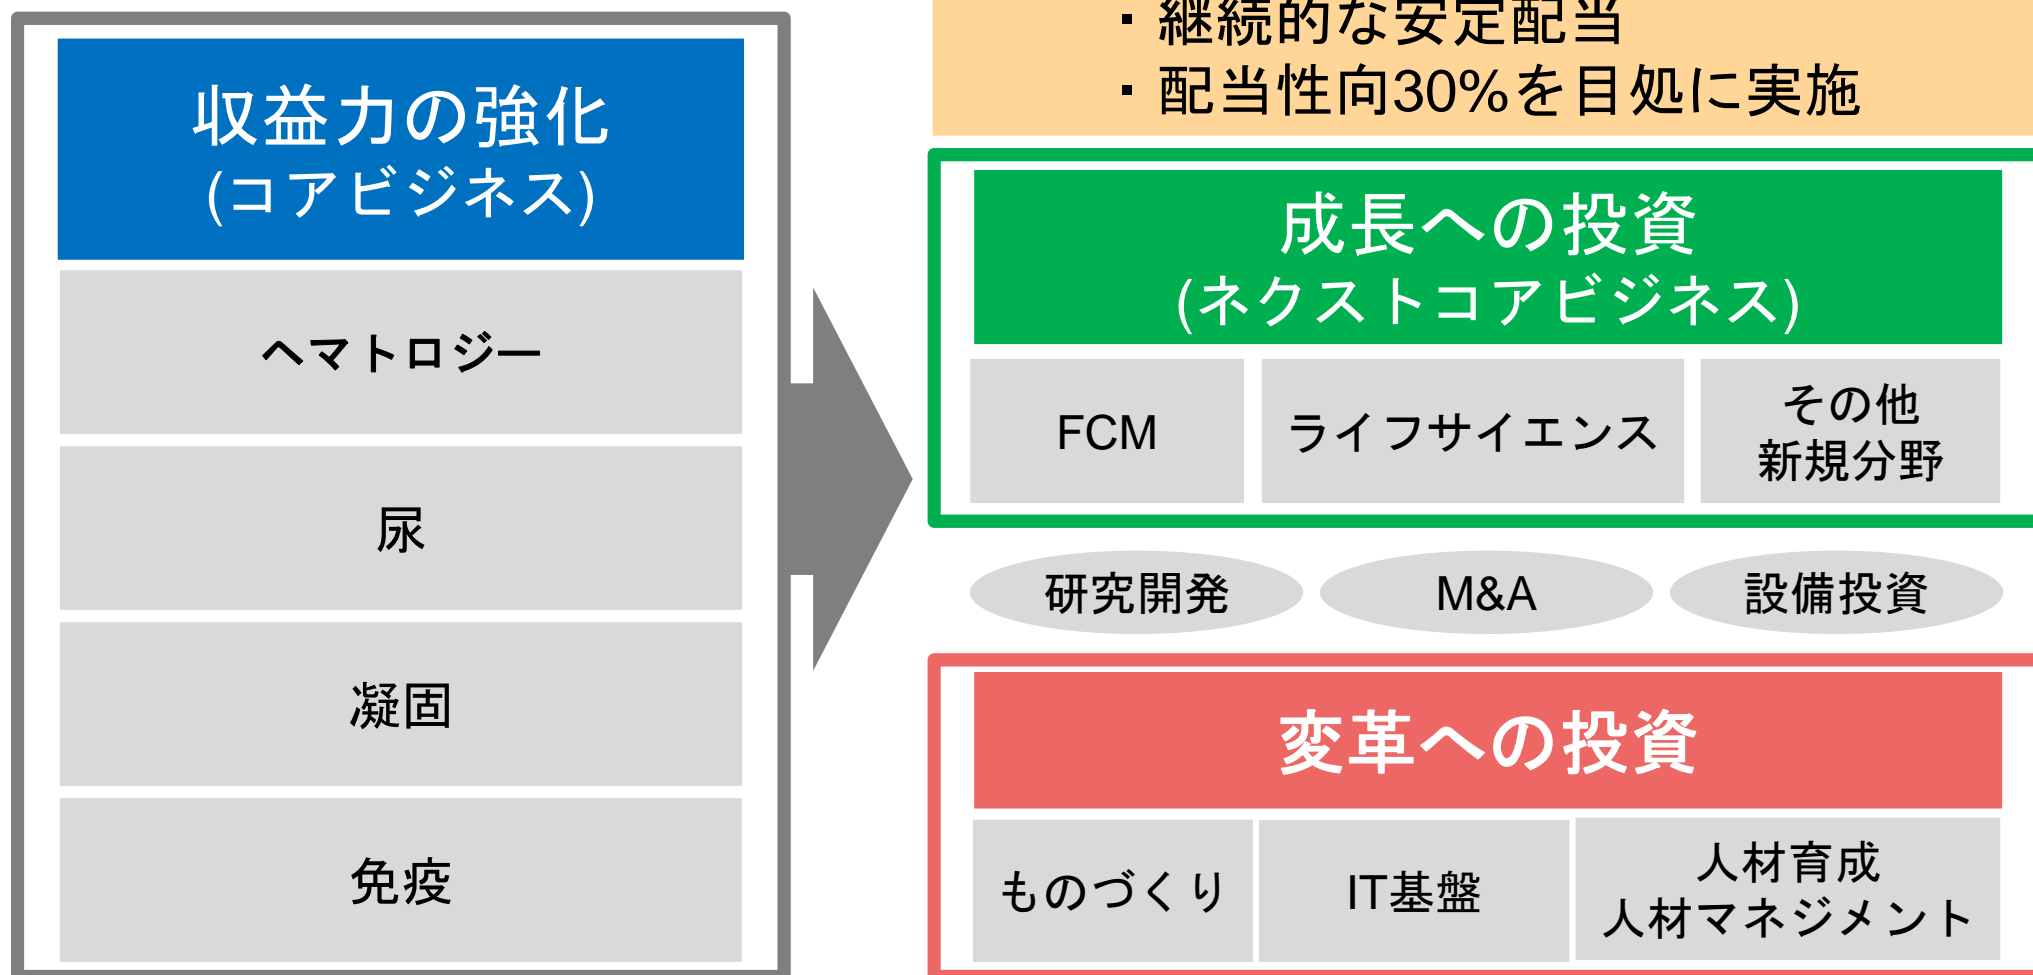 収益力の強化
(コアビジネス)
ヘマトロジー
尿
凝固
免疫
・継続的な安定配当
・配当性向30%を目処に実施
成長への投資
(ネクストコアビジネス)
FCM
ライフサイエンス
その他
新規分野
研究開発
M&A
設備投資
変革への投資
ものづくり
IT基盤
人材育成
人材マネジメント